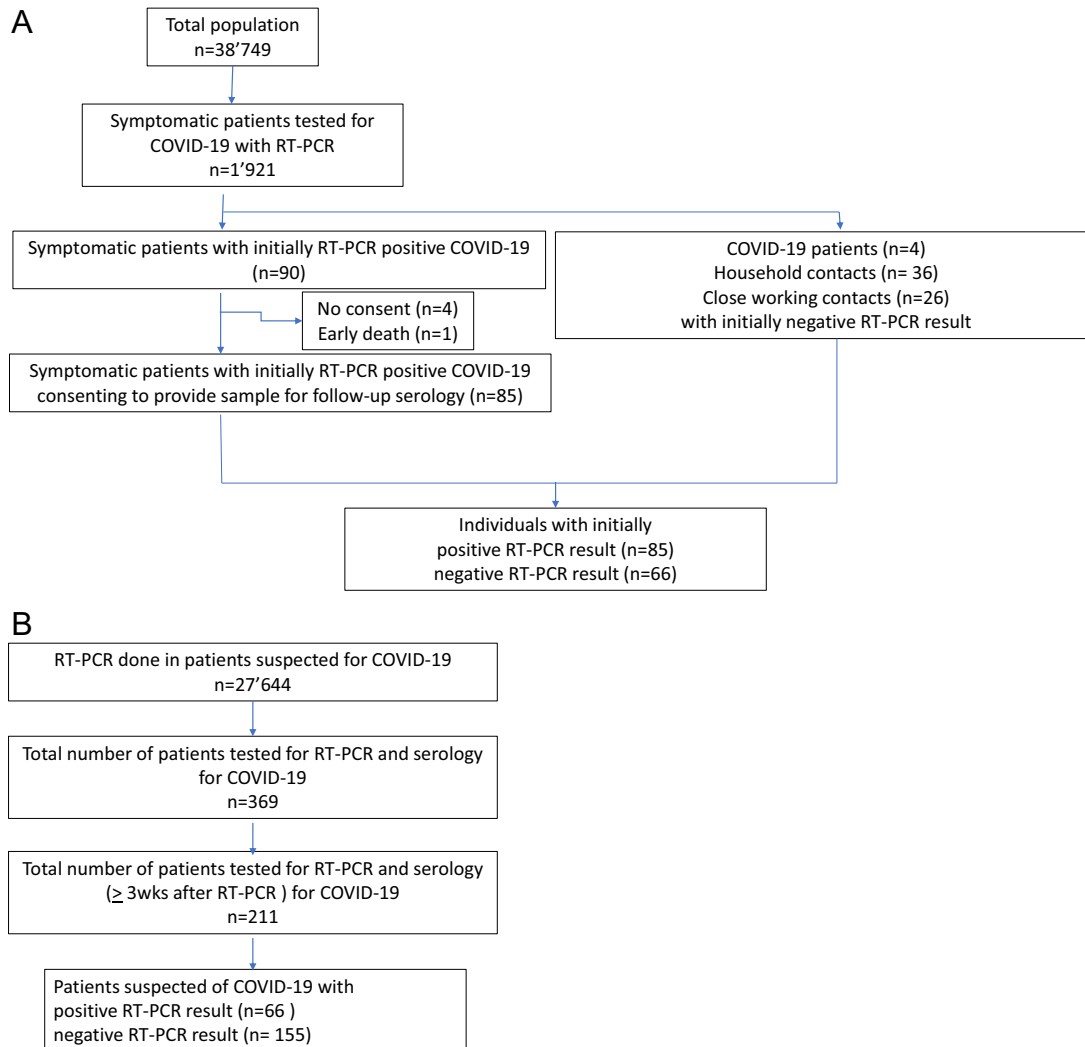 A
Total population
n=38’749
Symptomatic patients tested for
COVID-19 with RT-PCR
n=1’921
Symptomatic patients with initially RT-PCR positive COVID-19
(n=90)
COVID-19 patients (n=4)
Household contacts (n= 36)
Close working contacts (n=26)
with initially negative RT-PCR result
No consent (n=4)
Early death (n=1)
Symptomatic patients with initially RT-PCR positive COVID-19
consenting to provide sample for follow-up serology (n=85)
Individuals with initially
positive RT-PCR result (n=85)
negative RT-PCR result (n=66)
B
RT-PCR done in patients suspected for COVID-19
n=27’644
Total number of patients tested for RT-PCR and serology
for COVID-19
n=369
Total number of patients tested for RT-PCR and serology
(≥ 3wks after RT-PCR ) for COVID-19
n=211
Patients suspected of COVID-19 with
positive RT-PCR result (n=66 )
negative RT-PCR result (n= 155)